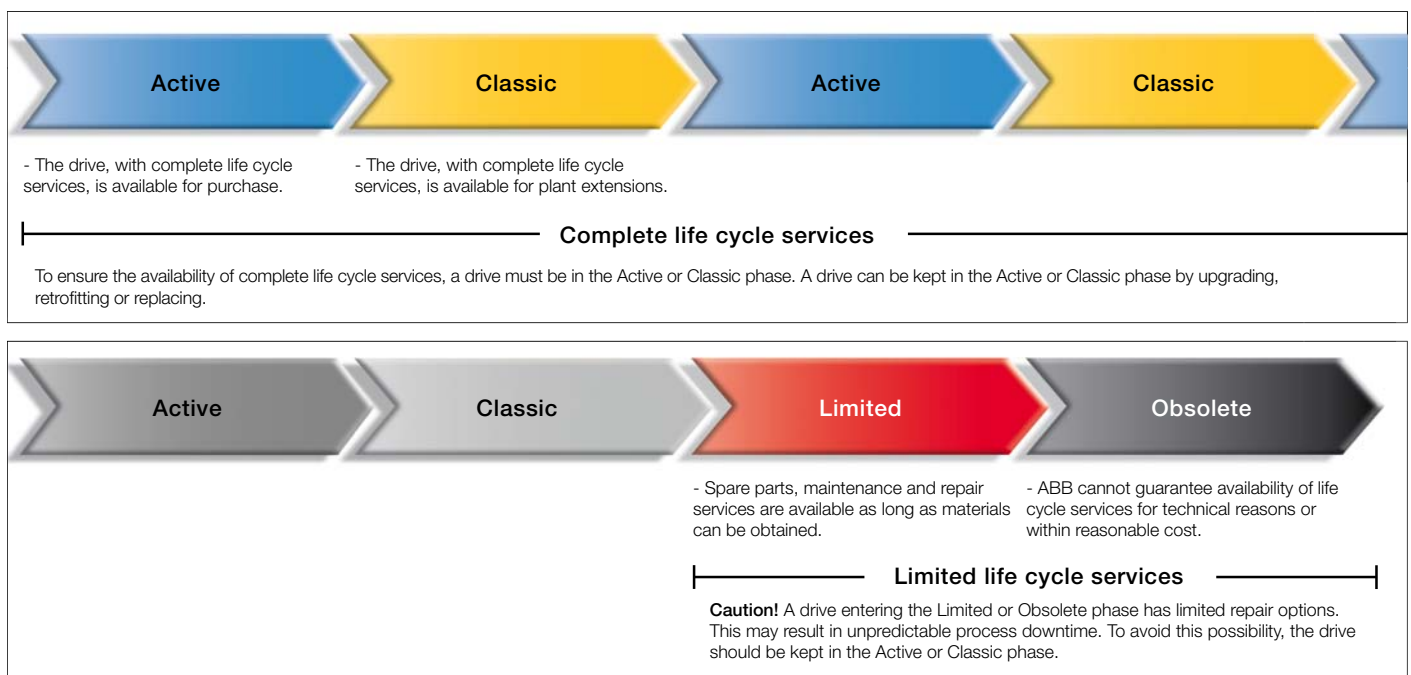 Active
Classic
Active
Classic
- The drive, with complete life cycle
services, is available for purchase.
- The drive, with complete life cycle
services, is available for plant extensions.
Complete life cycle services
To ensure the availability of complete life cycle services, a drive must be in the Active or Classic phase. A drive can be kept in the Active or Classic phase by upgrading,
retrofitting or replacing.
Active
Classic
Limited
Obsolete
- Spare parts, maintenance and repair
services are available as long as materials
can be obtained.
- ABB cannot guarantee availability of life
cycle services for technical reasons or
within reasonable cost.
Limited life cycle services
Caution! A drive entering the Limited or Obsolete phase has limited repair options.
This may result in unpredictable process downtime. To avoid this possibility, the drive
should be kept in the Active or Classic phase.